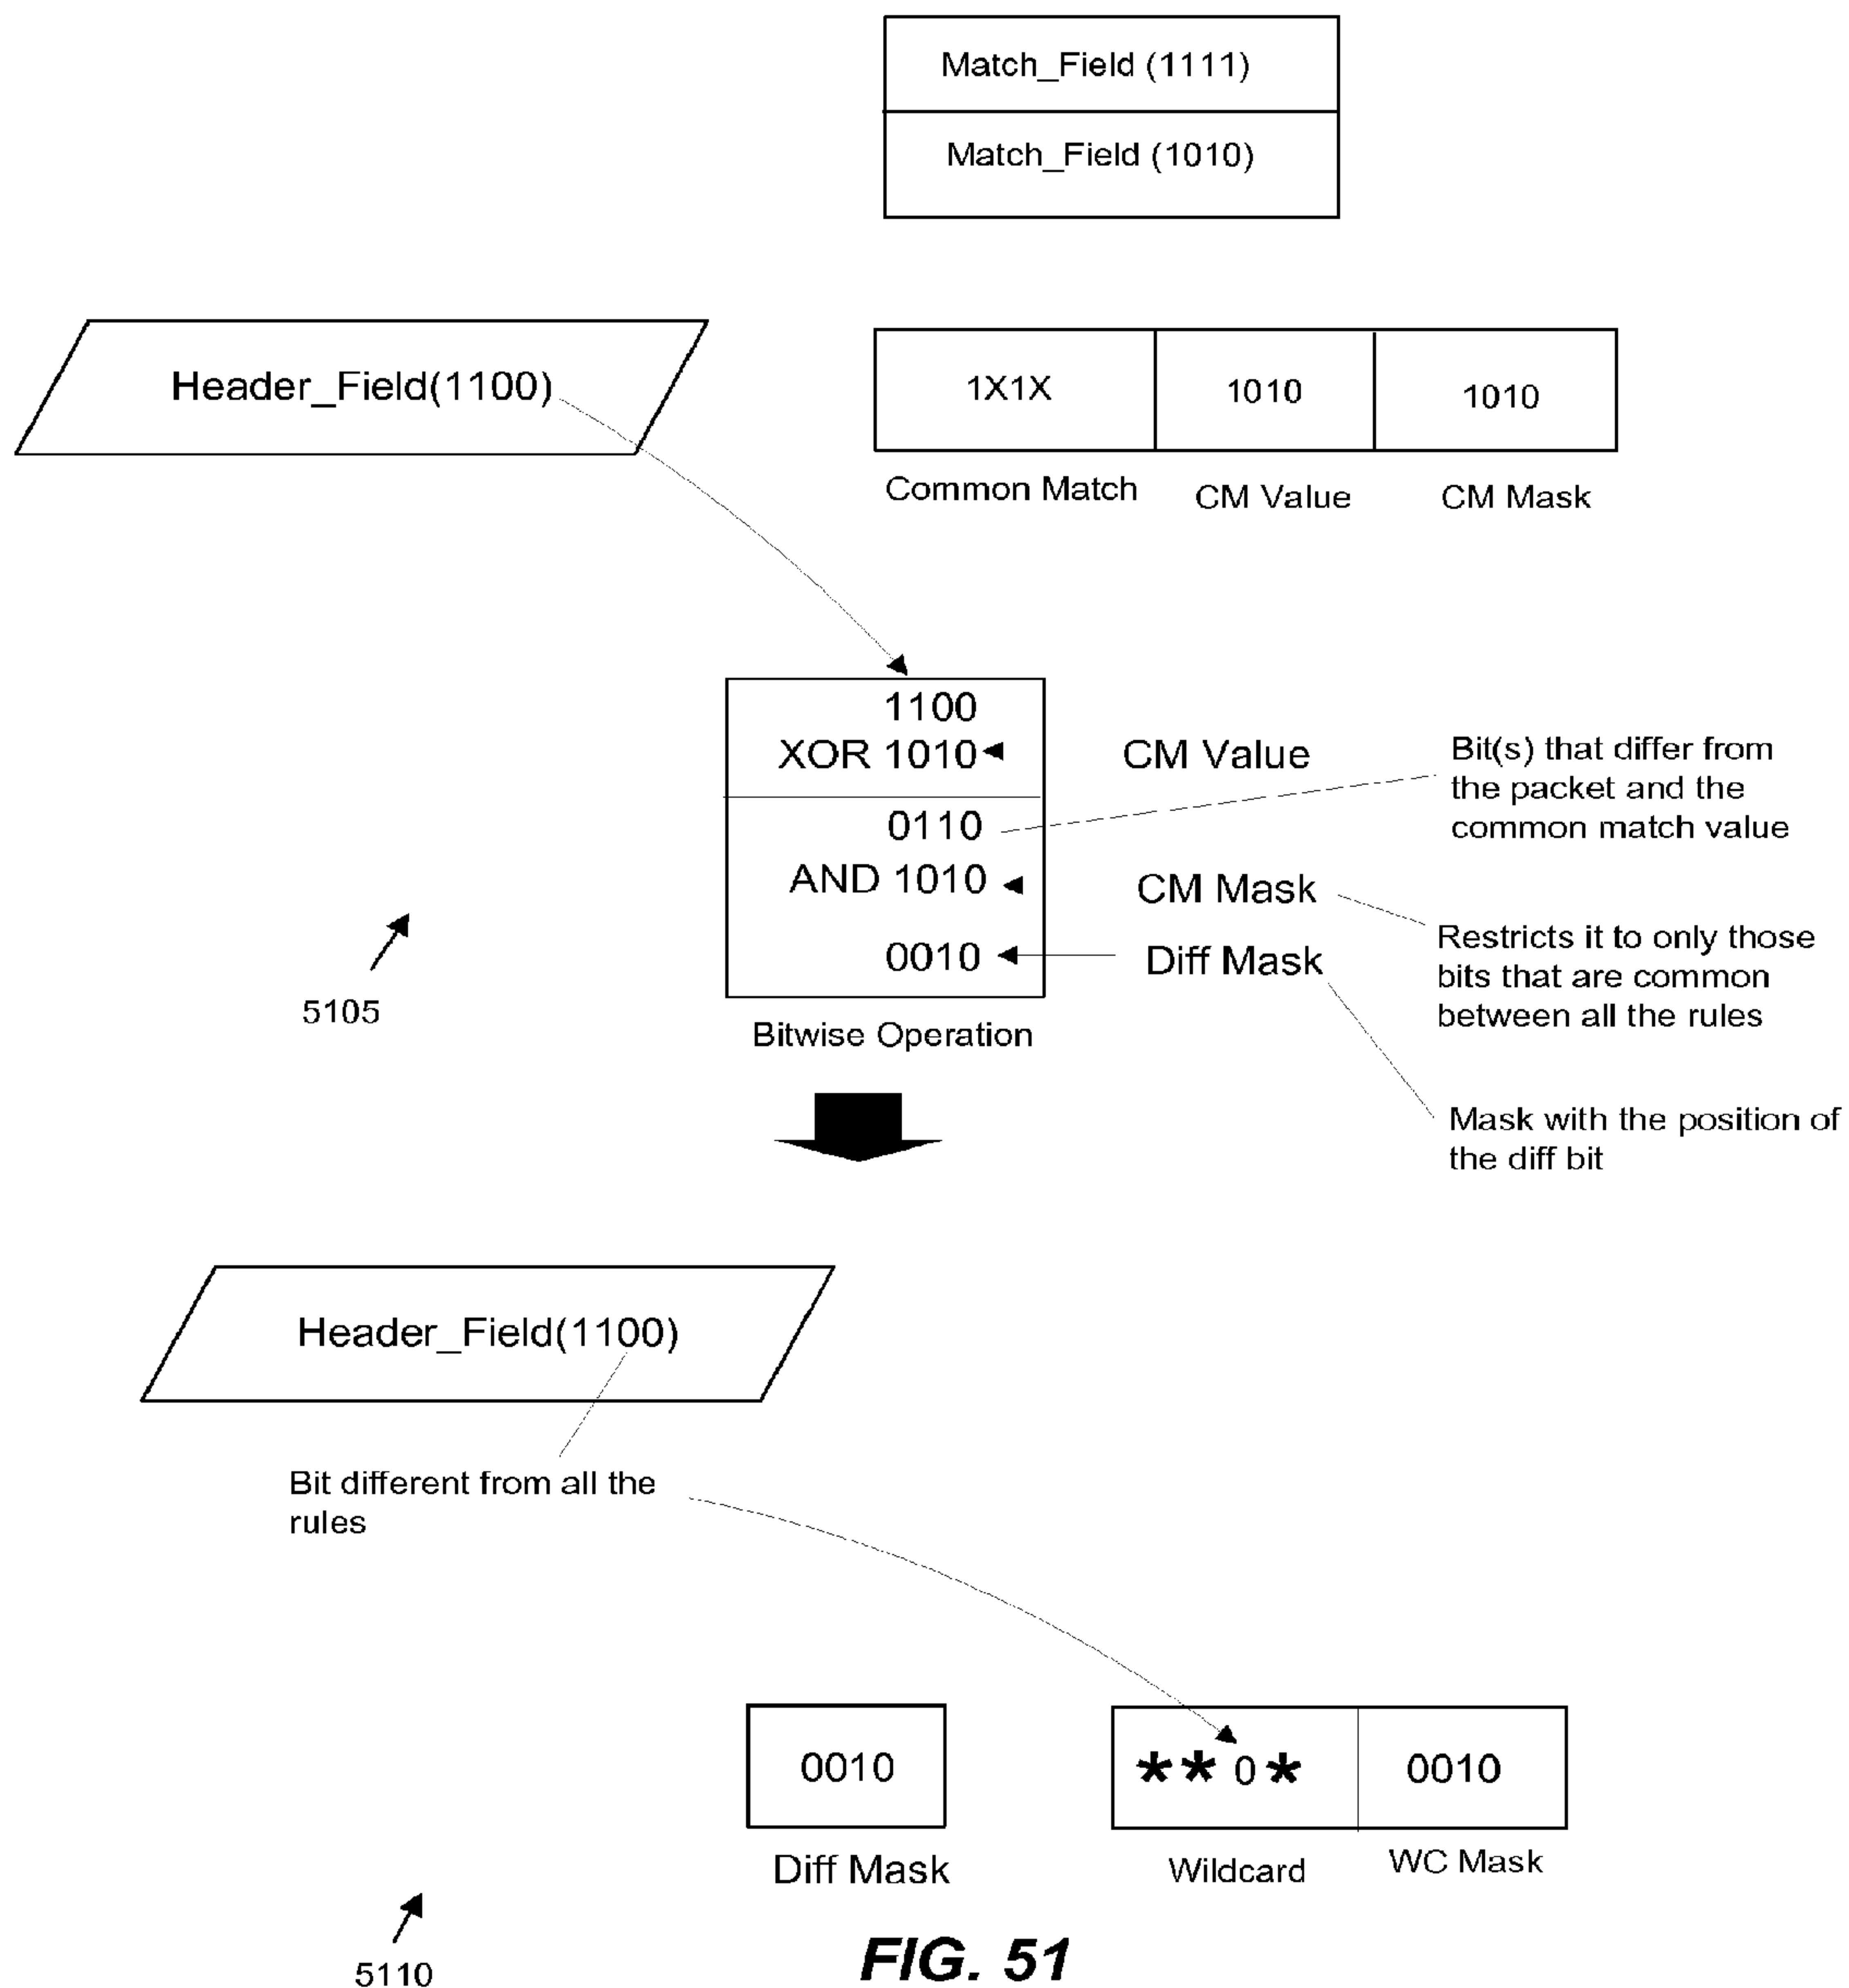 Match_Field (1111)
Match_Field (1010)
Header_Field(1100)
1X1X
1010
1010
Common Match
CM Value
CM Mask
1100
XOR 1010
CM Value
0110
Bit(s) that differ from
the packet and the
common match value
AND 1010
CM Mask
Restricts it to only those
bits that are common
between all the rules
0010
Diff Mask
Mask with the position of
the diff bit
5105
Bitwise Operation
Header_Field(1100)
Bit different from all the
rules
0010
**0*
0010
Diff Mask
Wildcard
WC Mask
5110
FIG. 51